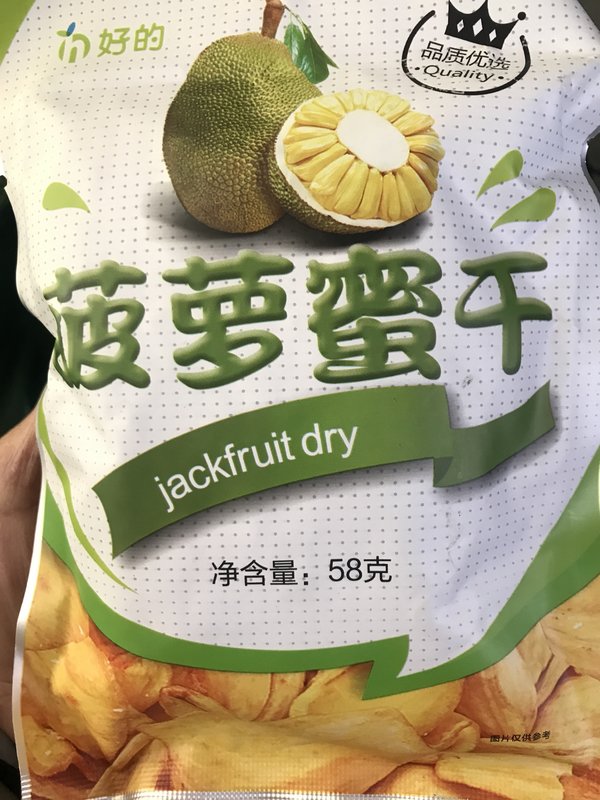 好的
品质优选
Quality
菠萝蜜干
jackfruit dry
净含量：58克
图片仅供参考